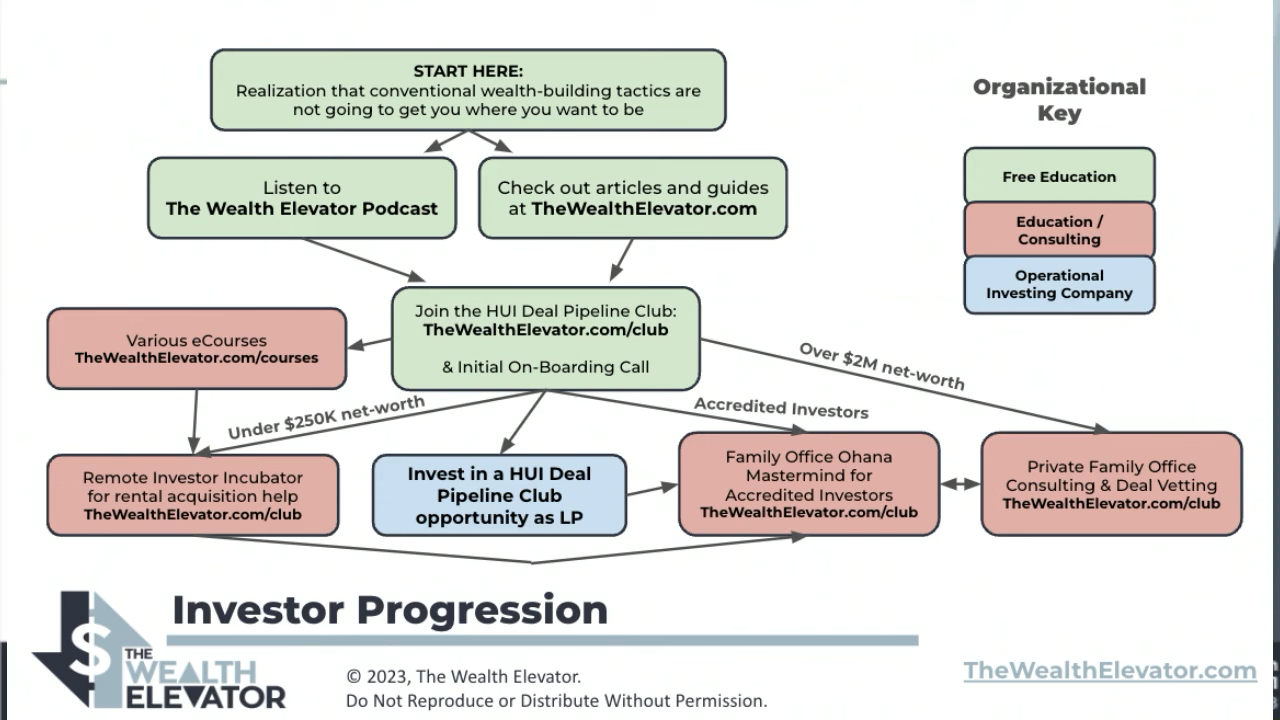 START HERE:
Realization that conventional wealth-building tactics are
not going to get you where you want to be
Organizational
Key
Free Education
Education /
Consulting
Operational
Investing Company
Listen to
The Wealth Elevator Podcast
Check out articles and guides
at TheWealthElevator.com
Join the HUI Deal Pipeline Club:
TheWealthElevator.com/club
& Initial On-Boarding Call
Various eCourses
TheWealthElevator.com/courses
Under $250K net-worth
Accredited Investors
Over $2M net-worth
Remote Investor Incubator
for rental acquisition help
TheWealthElevator.com/club
Invest in a HUI Deal
Pipeline Club
opportunity as LP
Family Office Ohana
Mastermind for
Accredited Investors
TheWealthElevator.com/club
Private Family Office
Consulting & Deal Vetting
TheWealthElevator.com/club
Investor Progression
$
THE
WEALTH
ELEVATOR
© 2023, The Wealth Elevator.
Do Not Reproduce or Distribute Without Permission.
TheWealthElevator.com